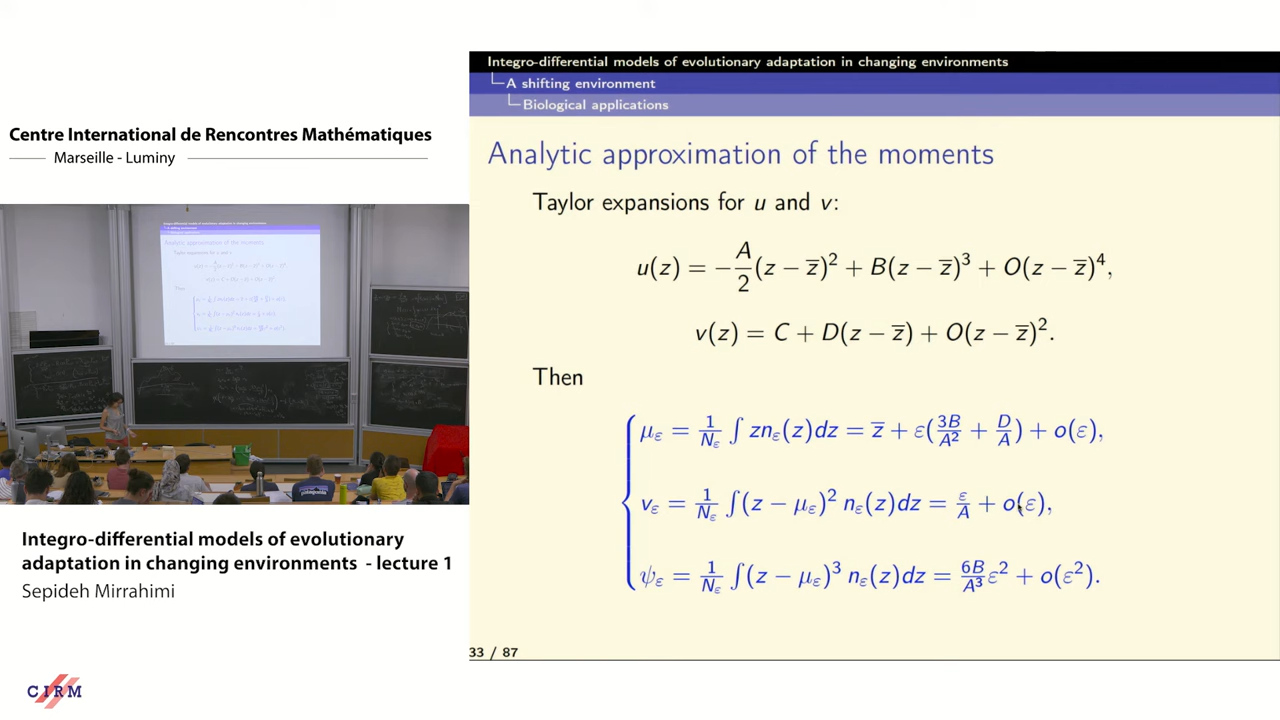 Centre International de Rencontres Mathématiques
Marseille - Luminy
Integro-differential models of evolutionary adaptation in changing environments
A shifting environment
Biological applications
Analytic approximation of the moments
Taylor expansions for u and v:
u(z) = −A/2(z − z̅)² + B(z − z̅)³ + O(z − z̅)⁴,
v(z) = C + D(z − z̅) + O(z − z̅)².
Then
μ_ε = 1/N_ε ∫ zn_ε(z)dz = z̅ + ε(3B/A² + D/A) + o(ε),
v_ε = 1/N_ε ∫(z − μ_ε)² n_ε(z)dz = ε/A + o(ε),
ψ_ε = 1/N_ε ∫(z − μ_ε)³ n_ε(z)dz = 6B/A³ ε² + o(ε²).
33 / 87
Integro-differential models of evolutionary
adaptation in changing environments - lecture 1
Sepideh Mirrahimi
CIRM